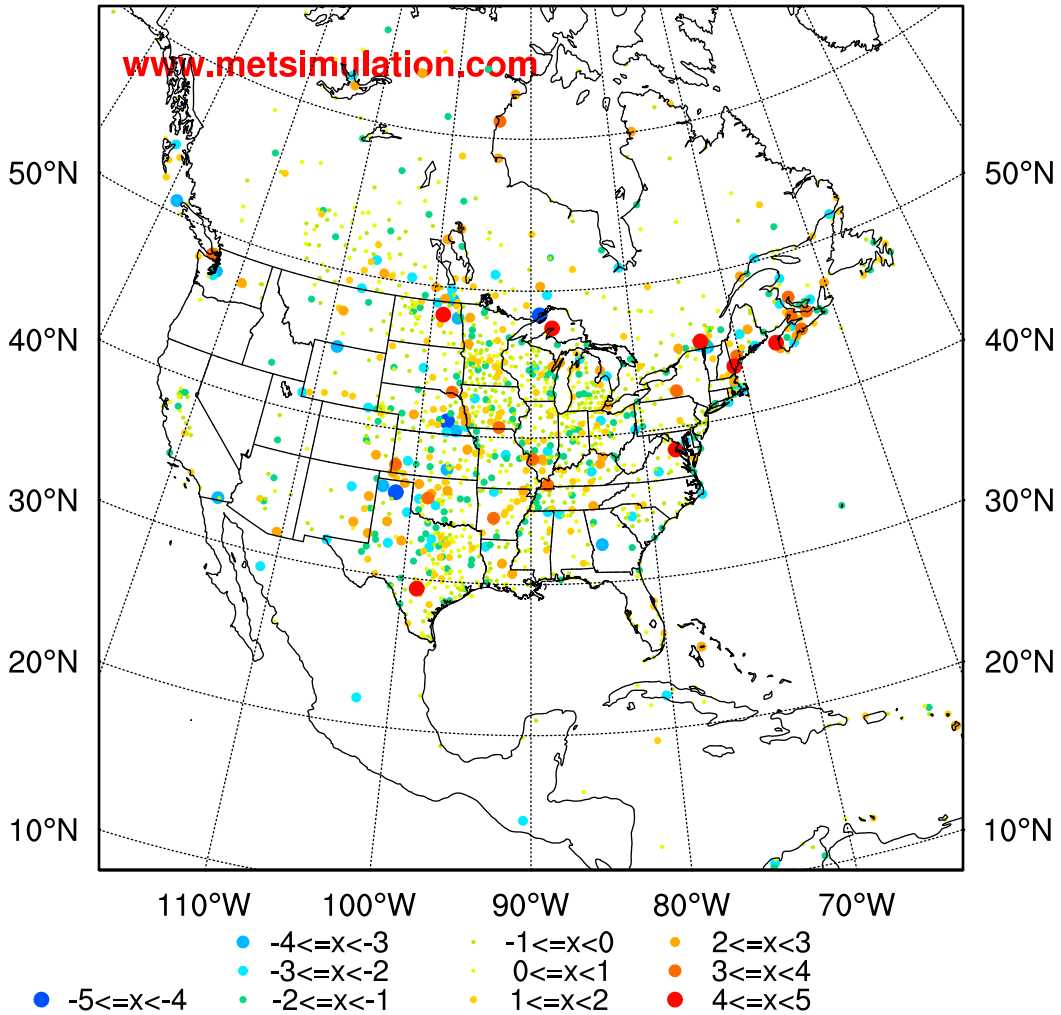 www.metsimulation.com
50°N 50°N
40°N 40°N
30°N 30°N
20°N 20°N
10°N 10°N
110°W 100°W 90°W 80°W 70°W
-4<=x<-3 -1<=x<0 2<=x<3
-3<=x<-2 0<=x<1 3<=x<4
-5<=x<-4 -2<=x<-1 1<=x<2 4<=x<5